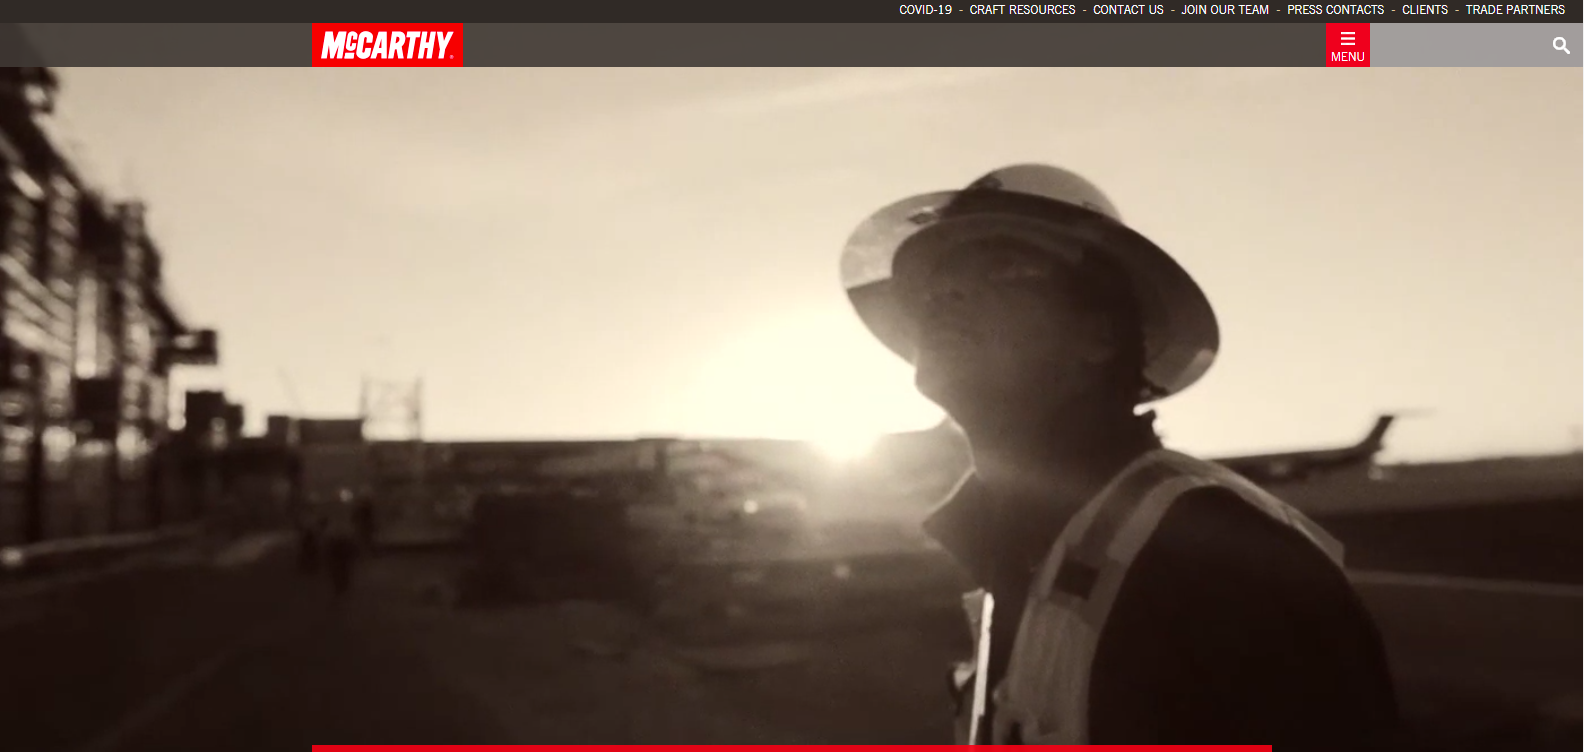 COVID-19 - CRAFT RESOURCES - CONTACT US - JOIN OUR TEAM - PRESS CONTACTS - CLIENTS - TRADE PARTNERS
McCARTHY®
MENU